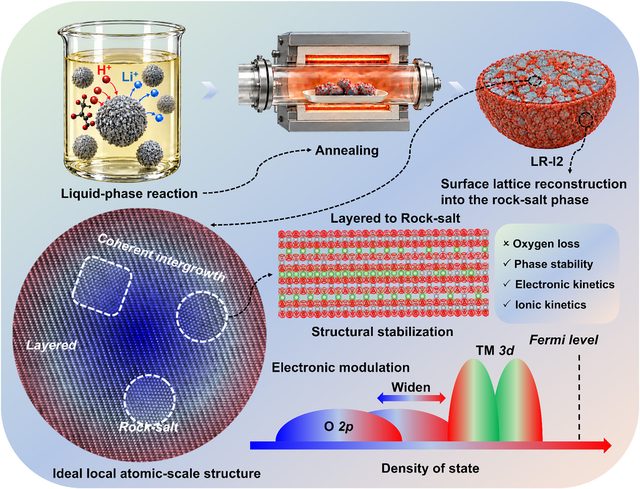 H⁺
Li⁺
Liquid-phase reaction
Annealing
LR-I2
Surface lattice reconstruction
into the rock-salt phase
Coherent intergrowth
Layered
Rock-salt
Ideal local atomic-scale structure
Layered to Rock-salt
Structural stabilization
× Oxygen loss
✓ Phase stability
✓ Electronic kinetics
✓ Ionic kinetics
Electronic modulation
Widen
O 2p
TM 3d
Fermi level
Density of state